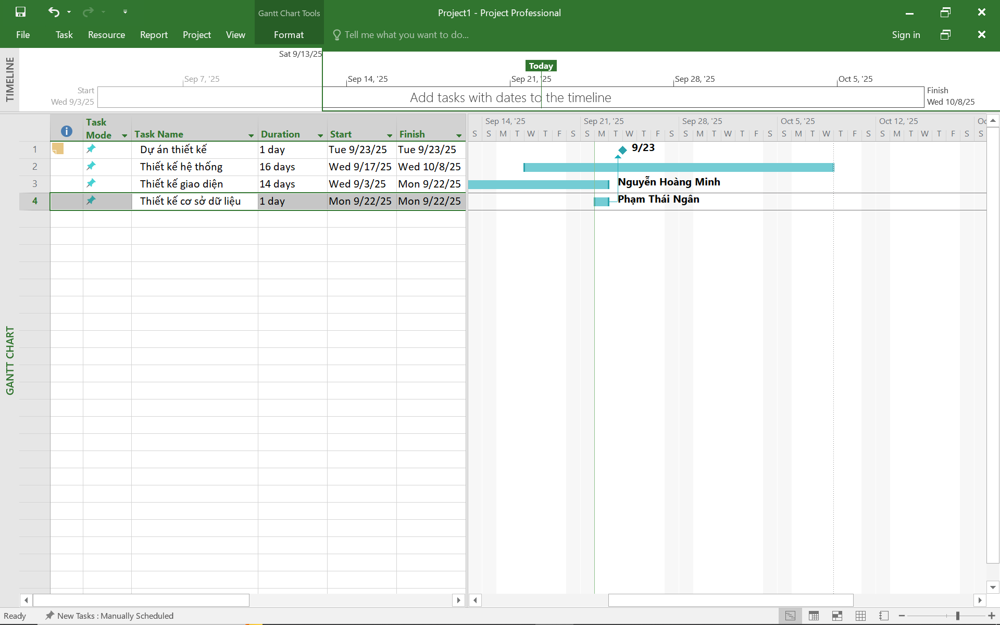 Gantt Chart Tools
Project1 - Project Professional
File Task Resource Report Project View Format Tell me what you want to do... Sign in
TIMELINE
Sat 9/13/25
Today
Sep 7, '25 Sep 14, '25 Sep 21, '25 Sep 28, '25 Oct 5, '25
Start
Wed 9/3/25
Add tasks with dates to the timeline
Finish
Wed 10/8/25
GANTT CHART
Task Mode Task Name Duration Start Finish
1 Dự án thiết kế 1 day Tue 9/23/25 Tue 9/23/25
2 Thiết kế hệ thống 16 days Wed 9/17/25 Wed 10/8/25
3 Thiết kế giao diện 14 days Wed 9/3/25 Mon 9/22/25
4 Thiết kế cơ sở dữ liệu 1 day Mon 9/22/25 Mon 9/22/25
Sep 14, '25 Sep 21, '25 Sep 28, '25 Oct 5, '25 Oct 12, '25
S S M T W T F S S M T W T F S S M T W T F S S M T W T F S S M T W T F S S
9/23
Nguyễn Hoàng Minh
Phạm Thái Ngân
Ready New Tasks : Manually Scheduled